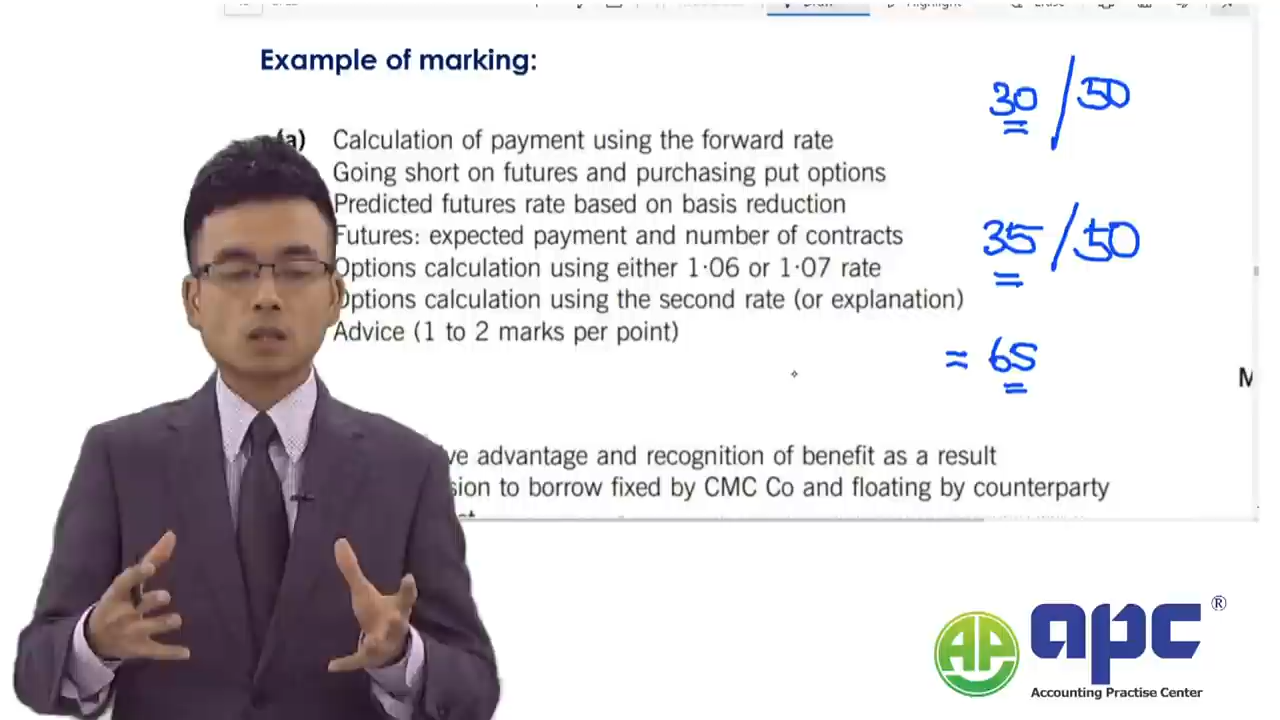 Example of marking:
(a) Calculation of payment using the forward rate
Going short on futures and purchasing put options
Predicted futures rate based on basis reduction
Futures: expected payment and number of contracts
Options calculation using either 1·06 or 1·07 rate
Options calculation using the second rate (or explanation)
Advice (1 to 2 marks per point)
advantage and recognition of benefit as a result
to borrow fixed by CMC Co and floating by counterparty
30/50
35/50
= 65
M
AP
apc®
Accounting Practise Center